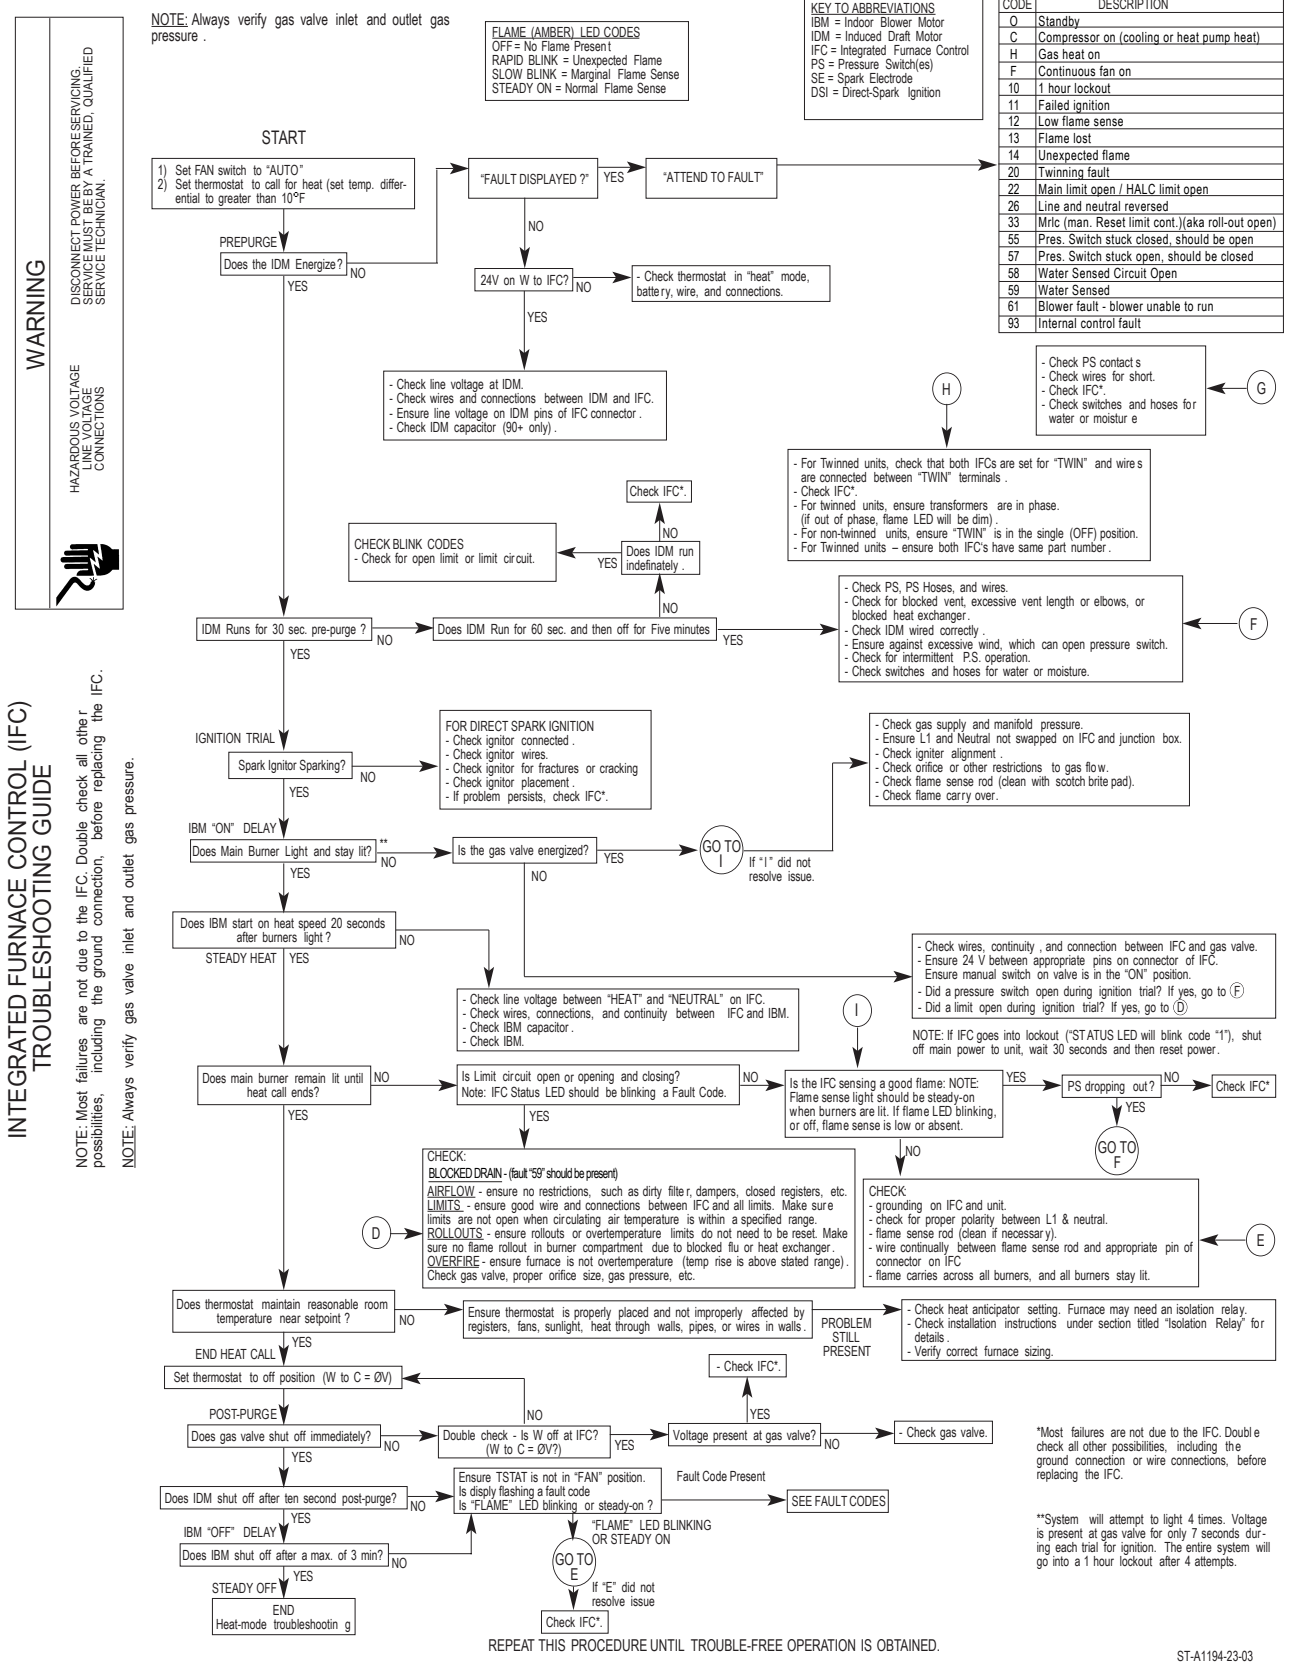 NOTE: Always verify gas valve inlet and outlet gas
pressure .
FLAME (AMBER) LED CODES
OFF = No Flame Present
RAPID BLINK = Unexpected Flame
SLOW BLINK = Marginal Flame Sense
STEADY ON = Normal Flame Sense
KEY TO ABBREVIATIONS
IBM = Indoor Blower Motor
IDM = Induced Draft Motor
IFC = Integrated Furnace Control
PS = Pressure Switch(es)
SE = Spark Electrode
DSI = Direct-Spark Ignition
CODE DESCRIPTION
O Standby
C Compressor on (cooling or heat pump heat)
H Gas heat on
F Continuous fan on
10 1 hour lockout
11 Failed ignition
12 Low flame sense
13 Flame lost
14 Unexpected flame
20 Twinning fault
22 Main limit open / HALC limit open
26 Line and neutral reversed
33 Mrlc (man. Reset limit cont.)(aka roll-out open)
55 Pres. Switch stuck closed, should be open
57 Pres. Switch stuck open, should be closed
58 Water Sensed Circuit Open
59 Water Sensed
61 Blower fault - blower unable to run
93 Internal control fault
WARNING
HAZARDOUS VOLTAGE
LINE VOLTAGE
CONNECTIONS
DISCONNECT POWER BEFORE SERVICING.
SERVICE MUST BE BY A TRAINED, QUALIFIED
SERVICE TECHNICIAN.
INTEGRATED FURNACE CONTROL (IFC)
TROUBLESHOOTING GUIDE
NOTE: Most failures are not due to the IFC. Double check all other
possibilities, including the ground connection, before replacing the IFC.
NOTE: Always verify gas valve inlet and outlet gas pressure.
START
1) Set FAN switch to “AUTO”
2) Set thermostat to call for heat (set temp. differ-
ential to greater than 10°F
“FAULT DISPLAYED ?”
YES
“ATTEND TO FAULT”
NO
PREPURGE
Does the IDM Energize?
NO
YES
24V on W to IFC?
NO
- Check thermostat in “heat” mode,
battery, wire, and connections.
YES
- Check line voltage at IDM.
- Check wires and connections between IDM and IFC.
- Ensure line voltage on IDM pins of IFC connector .
- Check IDM capacitor (90+ only) .
- Check PS contact s
- Check wires for short.
- Check IFC*.
- Check switches and hoses for
water or moistur e
G
H
- For Twinned units, check that both IFCs are set for “TWIN” and wires
are connected between “TWIN” terminals .
- Check IFC*.
- For twinned units, ensure transformers are in phase.
(if out of phase, flame LED will be dim) .
- For non-twinned units, ensure “TWIN” is in the single (OFF) position.
- For Twinned units – ensure both IFC's have same part number .
Check IFC*.
NO
CHECK BLINK CODES
- Check for open limit or limit circuit.
YES
Does IDM run
indefinately .
NO
IDM Runs for 30 sec. pre-purge ?
NO
Does IDM Run for 60 sec. and then off for Five minutes
YES
- Check PS, PS Hoses, and wires.
- Check for blocked vent, excessive vent length or elbows, or
blocked heat exchanger .
- Check IDM wired correctly .
- Ensure against excessive wind, which can open pressure switch.
- Check for intermittent P.S. operation.
- Check switches and hoses for water or moisture.
F
YES
IGNITION TRIAL
Spark Ignitor Sparking?
NO
FOR DIRECT SPARK IGNITION
- Check ignitor connected .
- Check ignitor wires.
- Check ignitor for fractures or cracking
- Check ignitor placement .
- If problem persists, check IFC*.
YES
- Check gas supply and manifold pressure.
- Ensure L1 and Neutral not swapped on IFC and junction box.
- Check igniter alignment .
- Check orifice or other restrictions to gas flow.
- Check flame sense rod (clean with scotch brite pad).
- Check flame carry over.
IBM “ON” DELAY
Does Main Burner Light and stay lit?
**
NO
Is the gas valve energized?
YES
GO TO
I
If “I” did not
resolve issue.
NO
YES
Does IBM start on heat speed 20 seconds
after burners light ?
NO
STEADY HEAT YES
- Check line voltage between “HEAT” and “NEUTRAL” on IFC.
- Check wires, connections, and continuity between IFC and IBM.
- Check IBM capacitor .
- Check IBM.
- Check wires, continuity , and connection between IFC and gas valve.
- Ensure 24 V between appropriate pins on connector of IFC.
Ensure manual switch on valve is in the “ON” position.
- Did a pressure switch open during ignition trial? If yes, go to F
- Did a limit open during ignition trial? If yes, go to D
NOTE: If IFC goes into lockout (“STATUS LED will blink code “1”), shut
off main power to unit, wait 30 seconds and then reset power.
I
Does main burner remain lit until
heat call ends?
NO
YES
Is Limit circuit open or opening and closing?
Note: IFC Status LED should be blinking a Fault Code.
NO
YES
Is the IFC sensing a good flame: NOTE:
Flame sense light should be steady-on
when burners are lit. If flame LED blinking,
or off, flame sense is low or absent.
YES
PS dropping out?
NO
Check IFC*
YES
GO TO
F
NO
D
CHECK:
BLOCKED DRAIN - (fault “59” should be present)
AIRFLOW - ensure no restrictions, such as dirty filter, dampers, closed registers, etc.
LIMITS - ensure good wire and connections between IFC and all limits. Make sure
limits are not open when circulating air temperature is within a specified range.
ROLLOUTS - ensure rollouts or overtemperature limits do not need to be reset. Make
sure no flame rollout in burner compartment due to blocked flu or heat exchanger .
OVERFIRE - ensure furnace is not overtemperature (temp rise is above stated range) .
Check gas valve, proper orifice size, gas pressure, etc.
CHECK:
- grounding on IFC and unit.
- check for proper polarity between L1 & neutral.
- flame sense rod (clean if necessary).
- wire continually between flame sense rod and appropriate pin of
connector on IFC
- flame carries across all burners, and all burners stay lit.
E
Does thermostat maintain reasonable room
temperature near setpoint ?
NO
YES
Ensure thermostat is properly placed and not improperly affected by
registers, fans, sunlight, heat through walls, pipes, or wires in walls .
PROBLEM
STILL
PRESENT
- Check heat anticipator setting. Furnace may need an isolation relay.
- Check installation instructions under section titled “Isolation Relay” for
details .
- Verify correct furnace sizing.
END HEAT CALL
Set thermostat to off position (W to C = ØV)
- Check IFC*.
POST-PURGE
NO
YES
Does gas valve shut off immediately?
NO
Double check - Is W off at IFC?
(W to C = ØV?)
YES
Voltage present at gas valve?
NO
- Check gas valve.
YES
Does IDM shut off after ten second post-purge?
NO
Ensure TSTAT is not in “FAN” position.
Is disply flashing a fault code
Is “FLAME” LED blinking or steady-on ?
Fault Code Present
SEE FAULT CODES
YES
IBM “OFF” DELAY
Does IBM shut off after a max. of 3 min?
NO
“FLAME” LED BLINKING
OR STEADY ON
GO TO
E
If “E” did not
resolve issue
Check IFC*.
YES
STEADY OFF
END
Heat-mode troubleshootin g
*Most failures are not due to the IFC. Double
check all other possibilities, including the
ground connection or wire connections, before
replacing the IFC.
**System will attempt to light 4 times. Voltage
is present at gas valve for only 7 seconds dur-
ing each trial for ignition. The entire system will
go into a 1 hour lockout after 4 attempts.
REPEAT THIS PROCEDURE UNTIL TROUBLE-FREE OPERATION IS OBTAINED.
ST-A1194-23-03